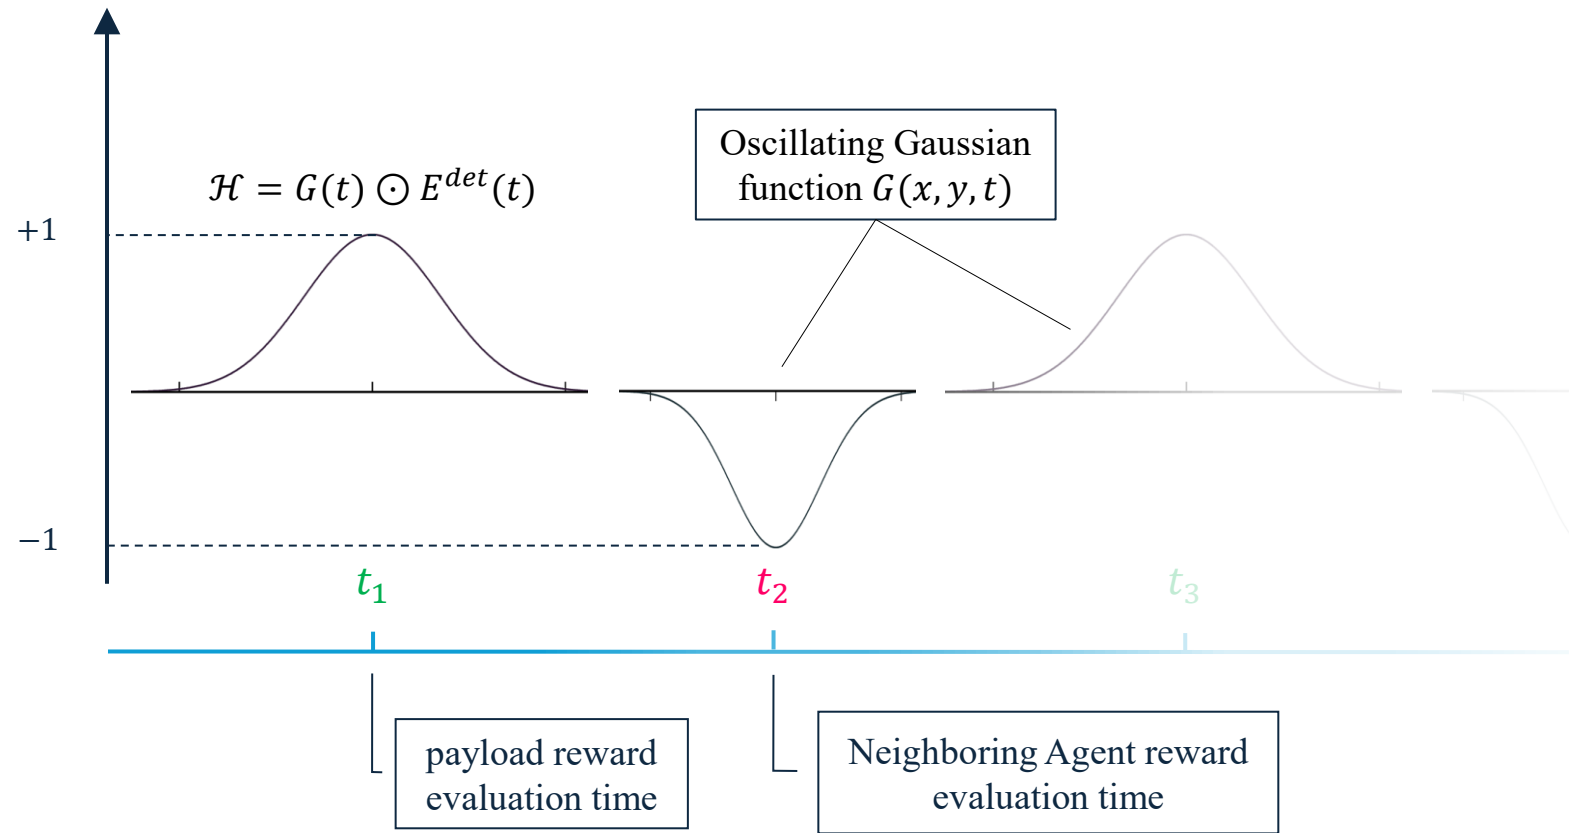 Oscillating Gaussian
function G(x, y, t)
ℋ = G(t) ⊙ E^{det}(t)
+1
−1
t₁
t₂
t₃
payload reward
evaluation time
Neighboring Agent reward
evaluation time